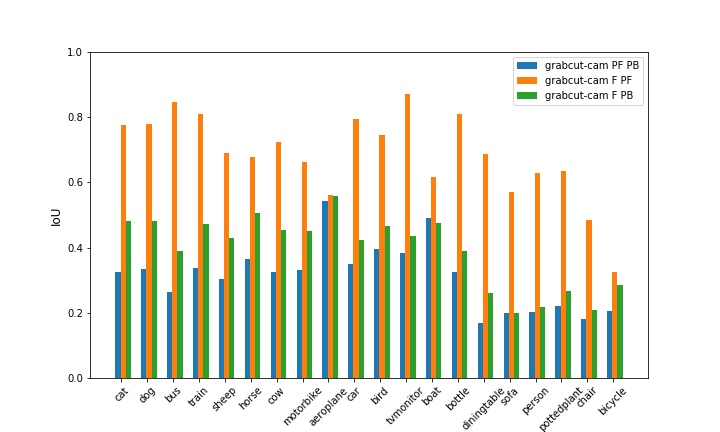 1.0
0.8
0.6
0.4
0.2
0.0
IoU
grabcut-cam PF PB
grabcut-cam F PF
grabcut-cam F PB
cat
dog
bus
train
sheep
horse
cow
motorbike
aeroplane
car
bird
tvmonitor
boat
bottle
diningtable
sofa
person
pottedplant
chair
bicycle